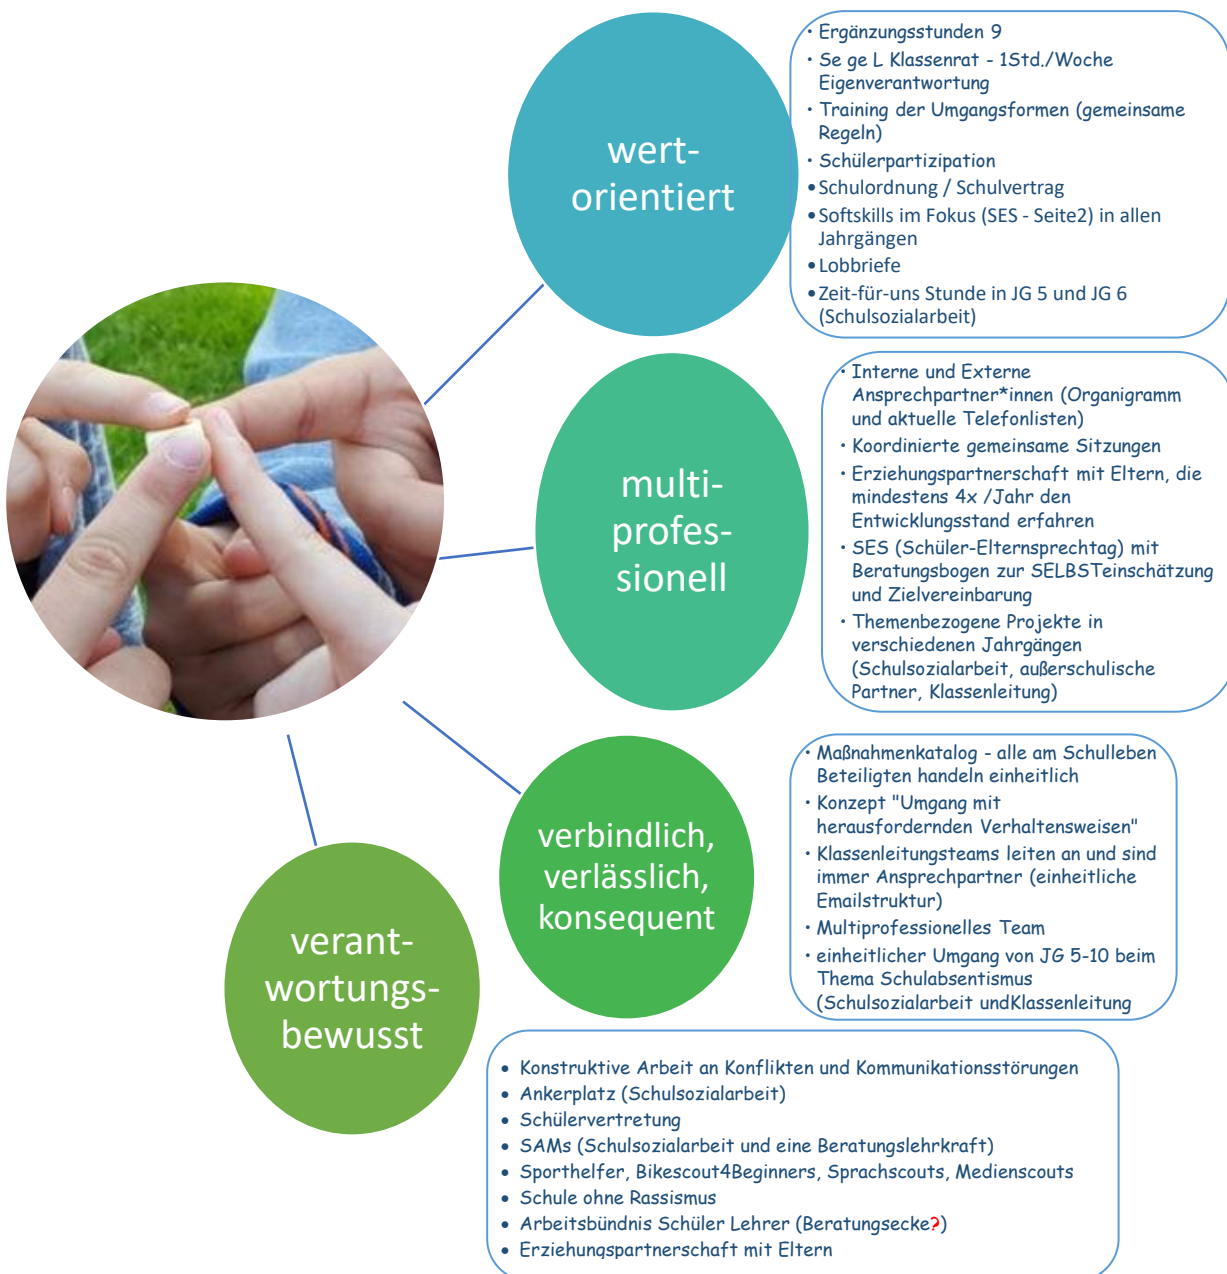 wert-
orientiert
· Ergänzungsstunden 9
· Se ge L Klassenrat - 1Std./Woche
Eigenverantwortung
· Training der Umgangsformen (gemeinsame
Regeln)
· Schülerpartizipation
• Schulordnung / Schulvertrag
• Softskills im Fokus (SES - Seite2) in allen
Jahrgängen
• Lobbriefe
• Zeit-für-uns Stunde in JG 5 und JG 6
(Schulsozialarbeit)
multi-
profes-
sionell
· Interne und Externe
Ansprechpartner*innen (Organigramm
und aktuelle Telefonlisten)
· Koordinierte gemeinsame Sitzungen
· Erziehungspartnerschaft mit Eltern, die
mindestens 4x /Jahr den
Entwicklungsstand erfahren
· SES (Schüler-Elternsprechtag) mit
Beratungsbogen zur SELBSTeinschätzung
und Zielvereinbarung
· Themenbezogene Projekte in
verschiedenen Jahrgängen
(Schulsozialarbeit, außerschulische
Partner, Klassenleitung)
verbindlich,
verlässlich,
konsequent
· Maßnahmenkatalog - alle am Schulleben
Beteiligten handeln einheitlich
· Konzept "Umgang mit
herausfordernden Verhaltensweisen"
· Klassenleitungsteams leiten an und sind
immer Ansprechpartner (einheitliche
Emailstruktur)
· Multiprofessionelles Team
· einheitlicher Umgang von JG 5-10 beim
Thema Schulabsentismus
(Schulsozialarbeit undKlassenleitung
verant-
wortungs-
bewusst
• Konstruktive Arbeit an Konflikten und Kommunikationsstörungen
• Ankerplatz (Schulsozialarbeit)
• Schülervertretung
• SAMs (Schulsozialarbeit und eine Beratungslehrkraft)
• Sporthelfer, Bikescout4Beginners, Sprachscouts, Medienscouts
• Schule ohne Rassismus
• Arbeitsbündnis Schüler Lehrer (Beratungsecke?)
• Erziehungspartnerschaft mit Eltern